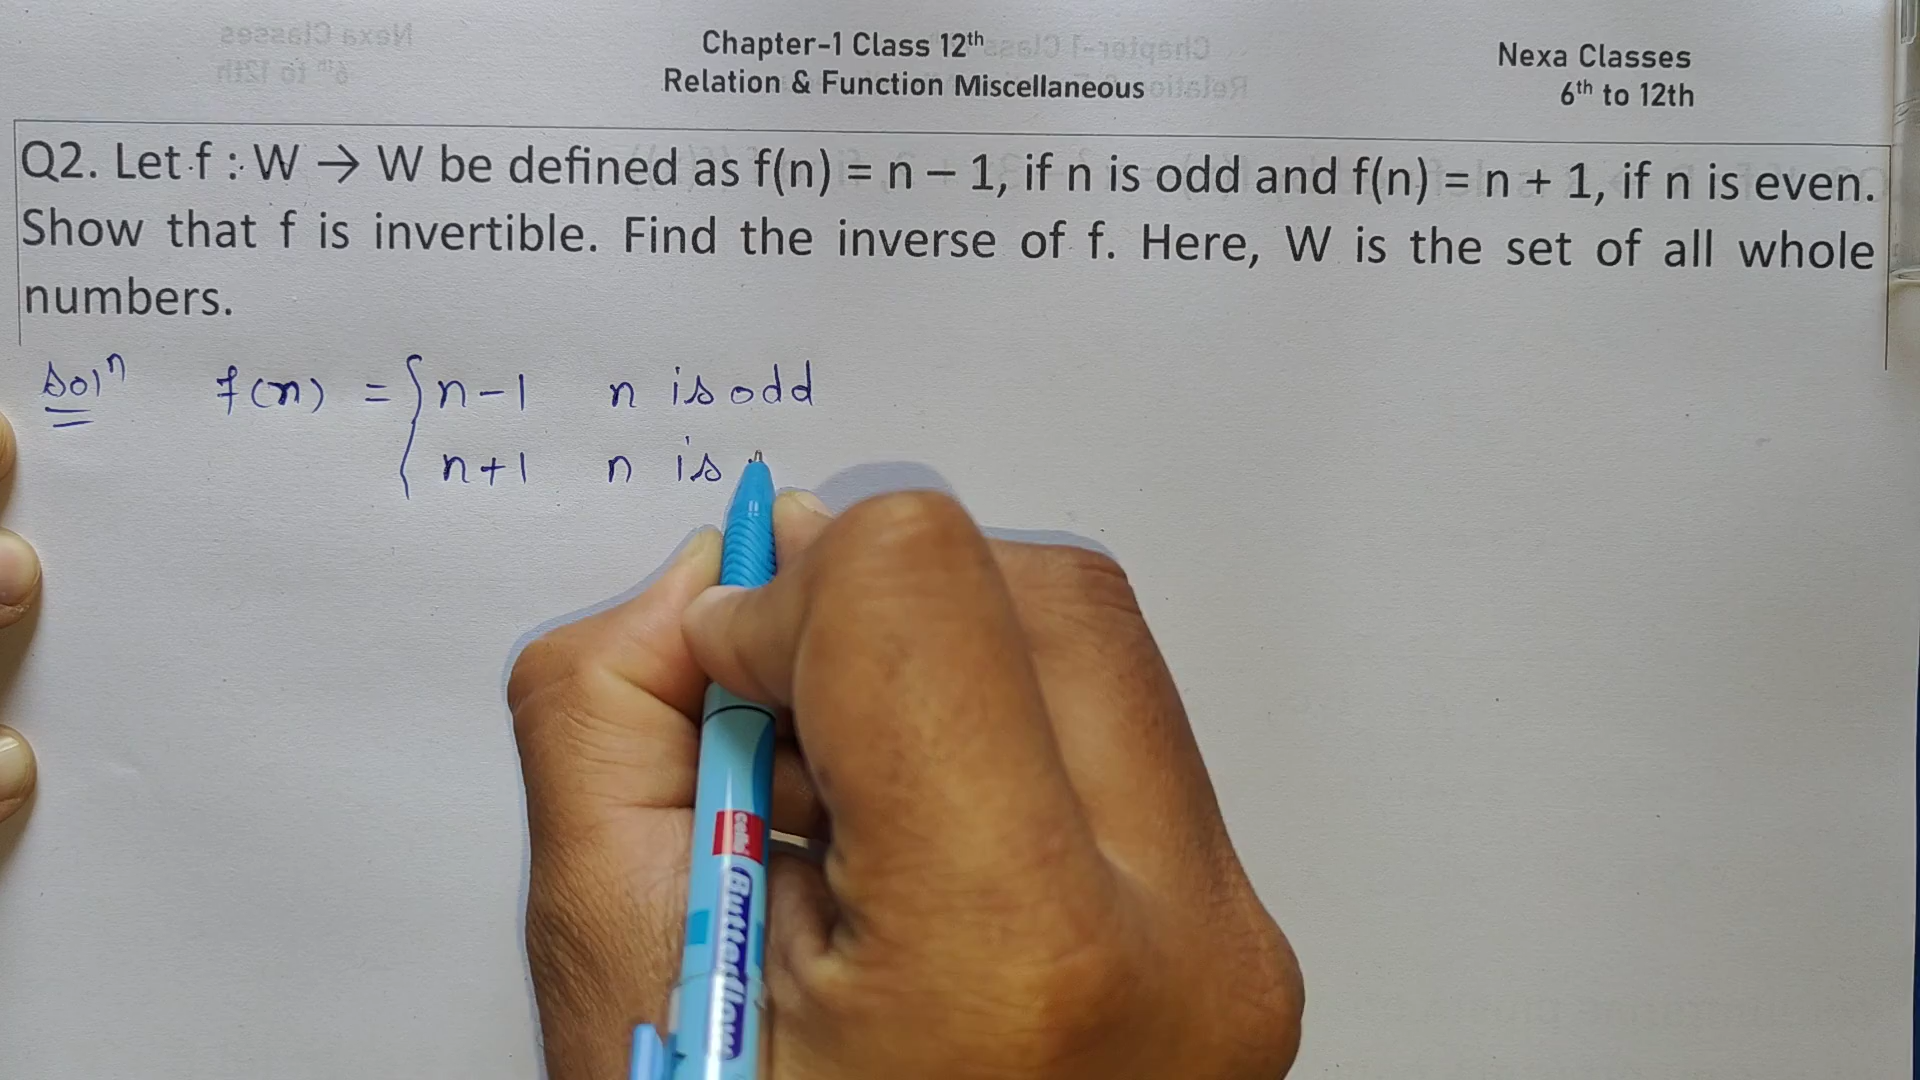 Chapter-1 Class 12th
Relation & Function Miscellaneous
Nexa Classes
6th to 12th
Q2. Let f : W → W be defined as f(n) = n – 1, if n is odd and f(n) = n + 1, if n is even.
Show that f is invertible. Find the inverse of f. Here, W is the set of all whole
numbers.
Solⁿ f(n) = { n-1 n is odd
n+1 n is
cello Butterflow